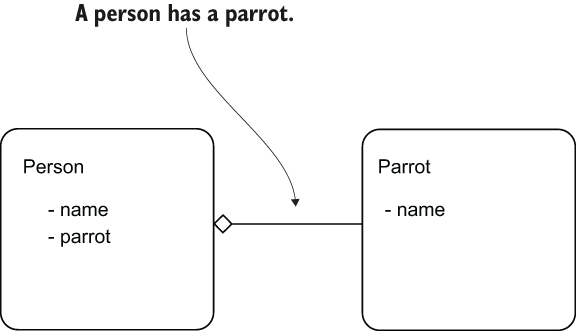 A person has a parrot.
Person
- name
- parrot
Parrot
- name